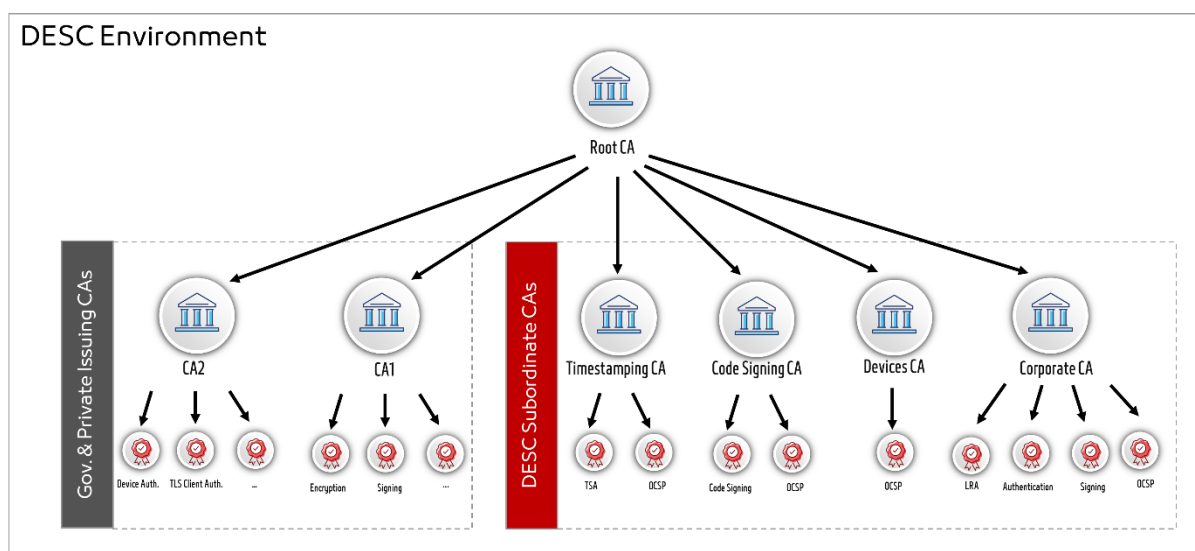 DESC Environment
Root CA
Gov. & Private Issuing CAs
CA2
CA1
Device Auth.
TLS Client Auth.
...
Encryption
Signing
...
DESC Subordinate CAs
Timestamping CA
Code Signing CA
Devices CA
Corporate CA
TSA
OCSP
Code Signing
OCSP
OCSP
LRA
Authentication
Signing
OCSP